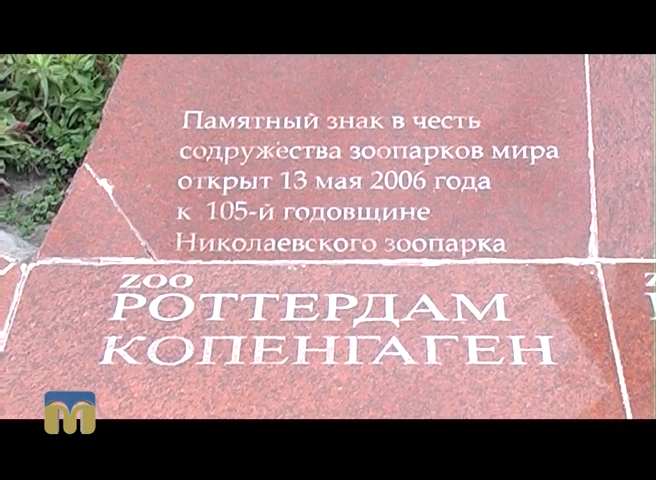 Памятный знак в честь
содружества зоопарков мира
открыт 13 мая 2006 года
к 105-й годовщине
Николаевского зоопарка
ZOO
РОТТЕРДАМ
КОПЕНГАГЕН